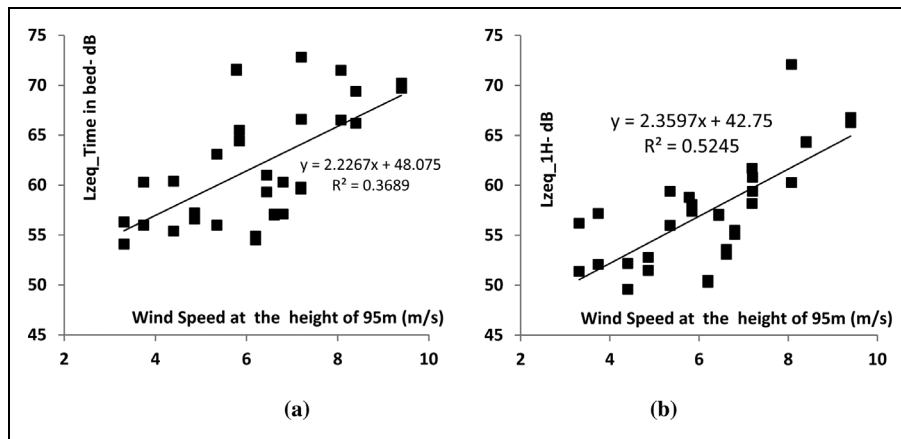 75
70
65
60
55
50
45
Lzeq_Time in bed- dB
y = 2.2267x + 48.075
R² = 0.3689
Wind Speed at the height of 95m (m/s)
2 4 6 8 10
(a)
75
70
65
60
55
50
45
Lzeq_1H- dB
y = 2.3597x + 42.75
R² = 0.5245
Wind Speed at the height of 95m (m/s)
2 4 6 8 10
(b)